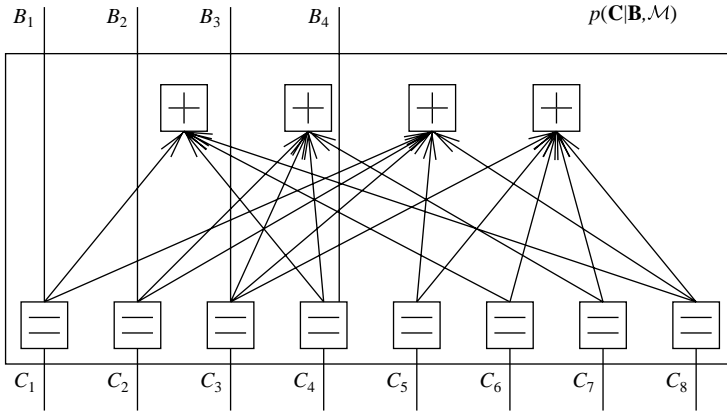 B₁ B₂ B₃ B₄ p(C|B,ℳ)
+ + + +
= = = = = = = =
C₁ C₂ C₃ C₄ C₅ C₆ C₇ C₈